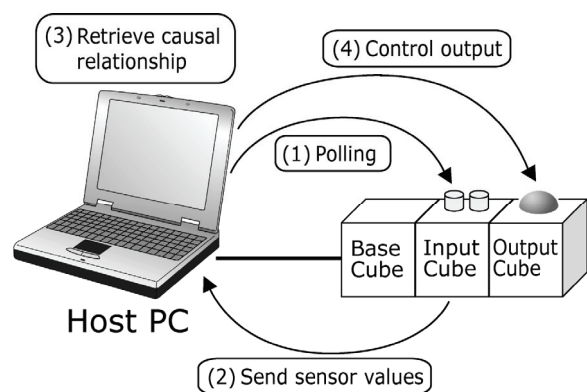 (3) Retrieve causal
relationship
(4) Control output
(1) Polling
Base
Cube
Input
Cube
Output
Cube
Host PC
(2) Send sensor values